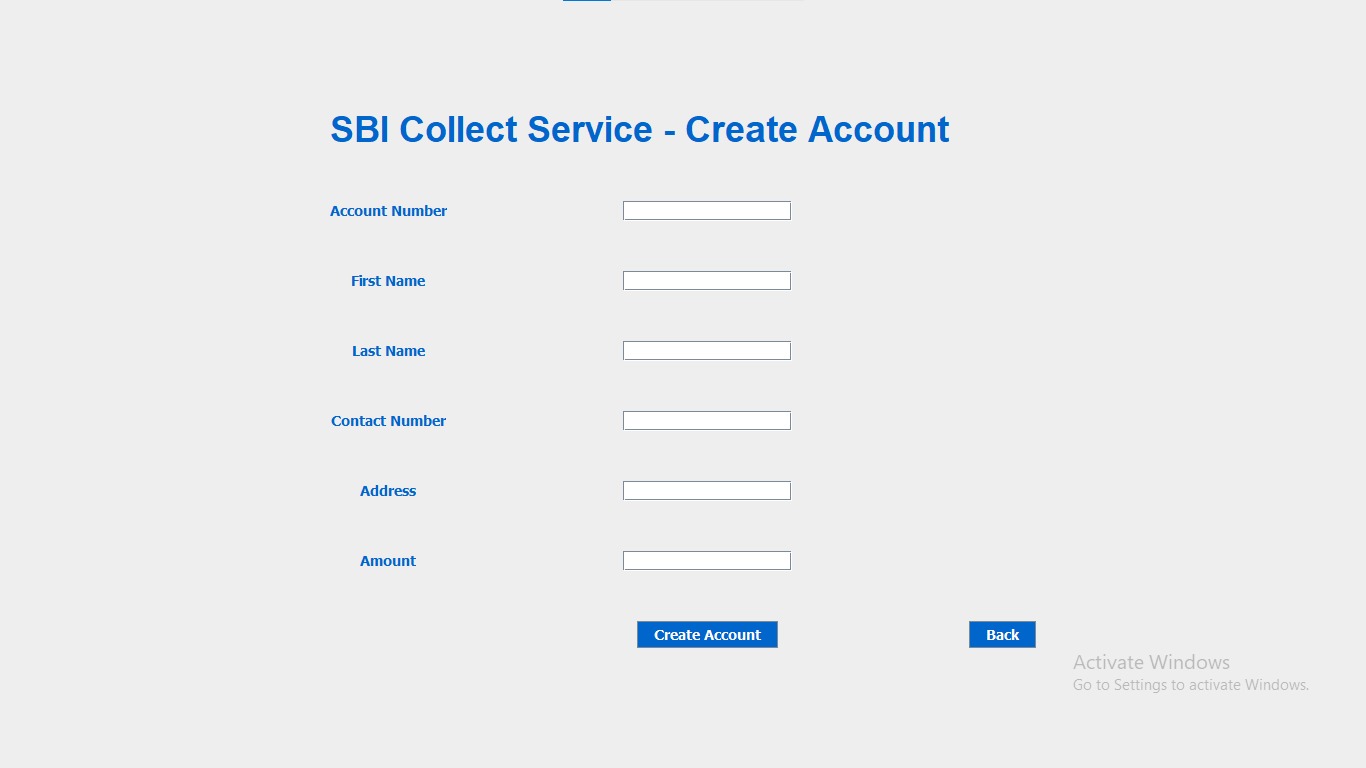 SBI Collect Service - Create Account
Account Number
First Name
Last Name
Contact Number
Address
Amount
Create Account
Back
Activate Windows
Go to Settings to activate Windows.